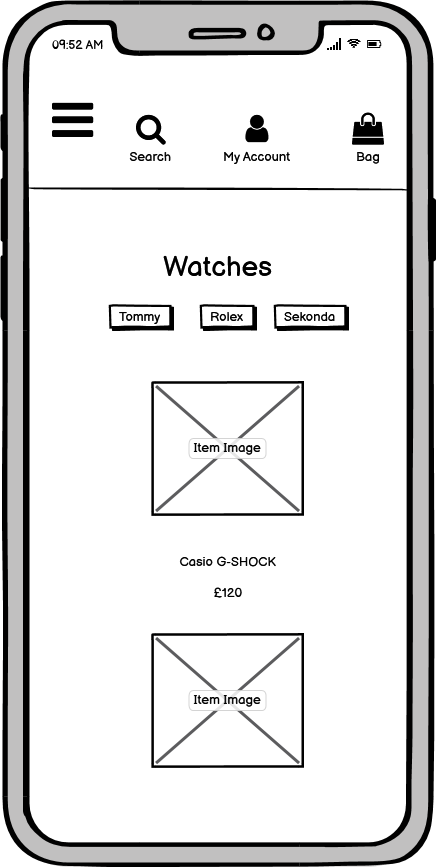 09:52 AM
Search
My Account
Bag
Watches
Tommy
Rolex
Sekonda
Item Image
Casio G-SHOCK
£120
Item Image